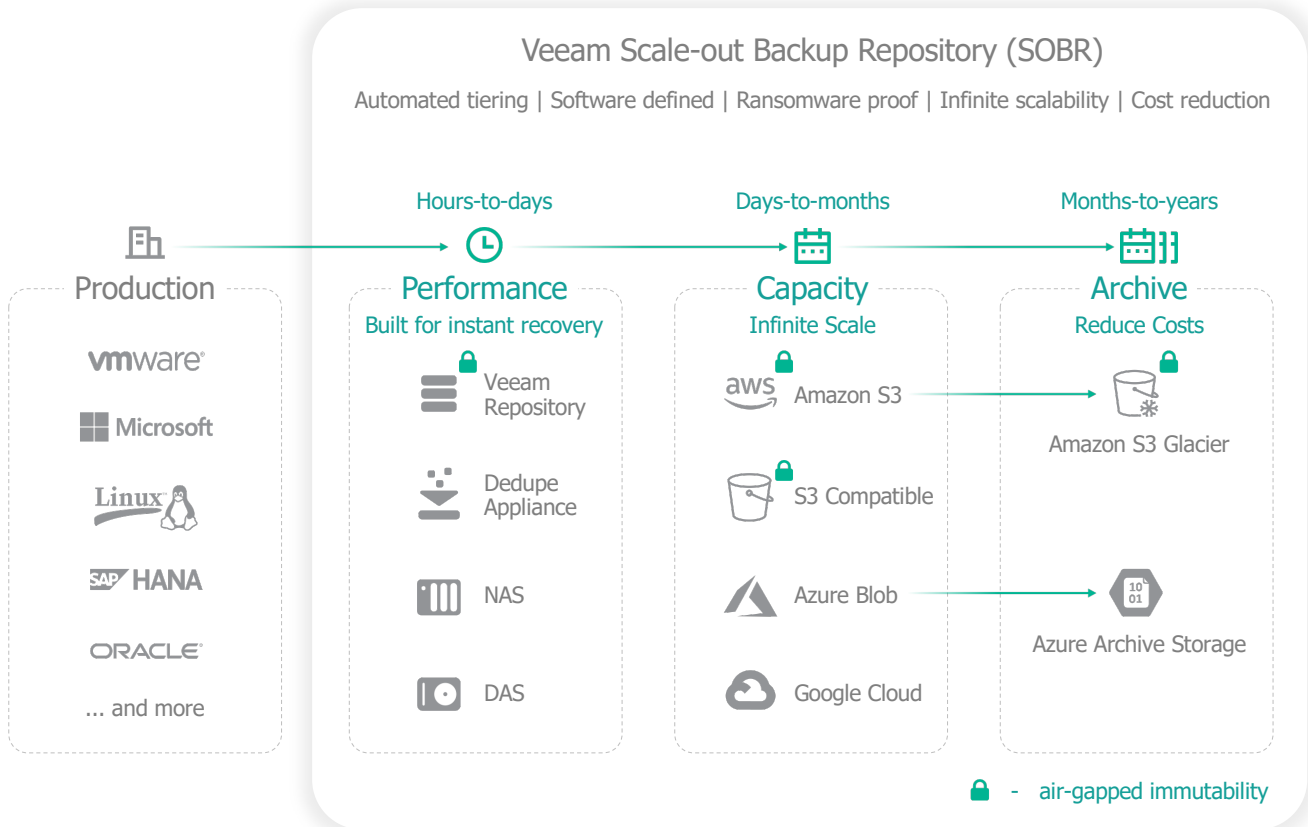 Veeam Scale-out Backup Repository (SOBR)
Automated tiering | Software defined | Ransomware proof | Infinite scalability | Cost reduction
Hours-to-days
Days-to-months
Months-to-years
Production
vmware®
Microsoft
Linux
SAP HANA
ORACLE®
... and more
Performance
Built for instant recovery
Veeam
Repository
Dedupe
Appliance
NAS
DAS
Capacity
Infinite Scale
aws
Amazon S3
S3 Compatible
Azure Blob
Google Cloud
Archive
Reduce Costs
Amazon S3 Glacier
10
01
Azure Archive Storage
- air-gapped immutability